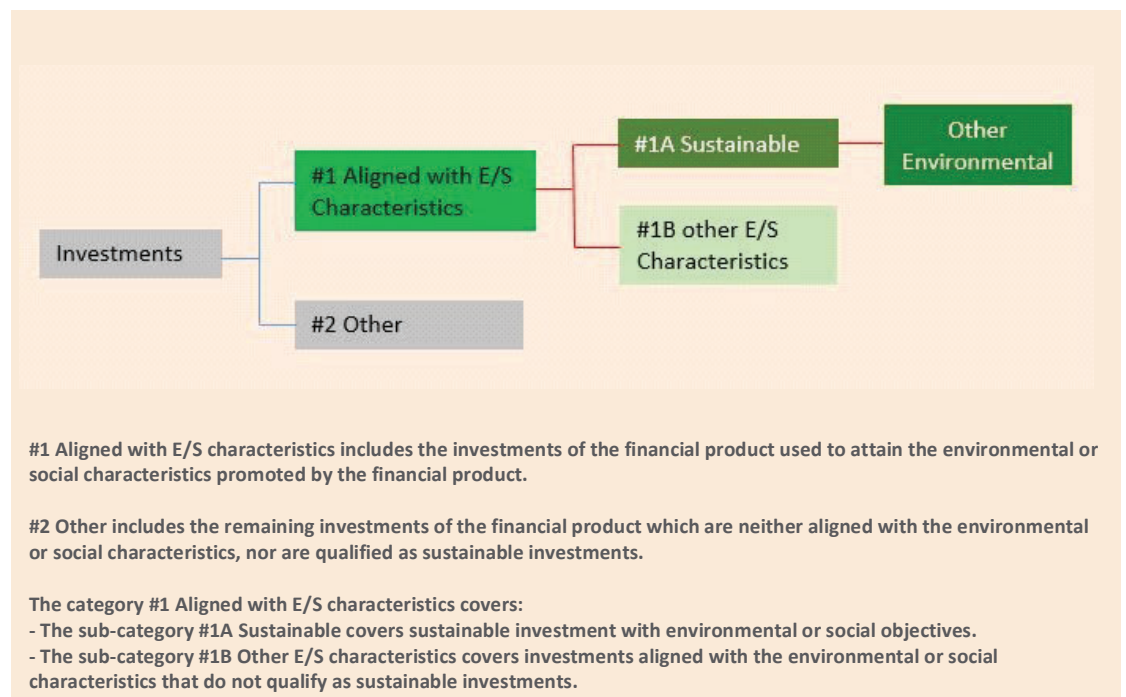 Other
Environmental
#1A Sustainable
#1 Aligned with E/S
Characteristics
#1B other E/S
Characteristics
Investments
#2 Other
#1 Aligned with E/S characteristics includes the investments of the financial product used to attain the environmental or
social characteristics promoted by the financial product.
#2 Other includes the remaining investments of the financial product which are neither aligned with the environmental
or social characteristics, nor are qualified as sustainable investments.
The category #1 Aligned with E/S characteristics covers:
- The sub-category #1A Sustainable covers sustainable investment with environmental or social objectives.
- The sub-category #1B Other E/S characteristics covers investments aligned with the environmental or social
characteristics that do not qualify as sustainable investments.